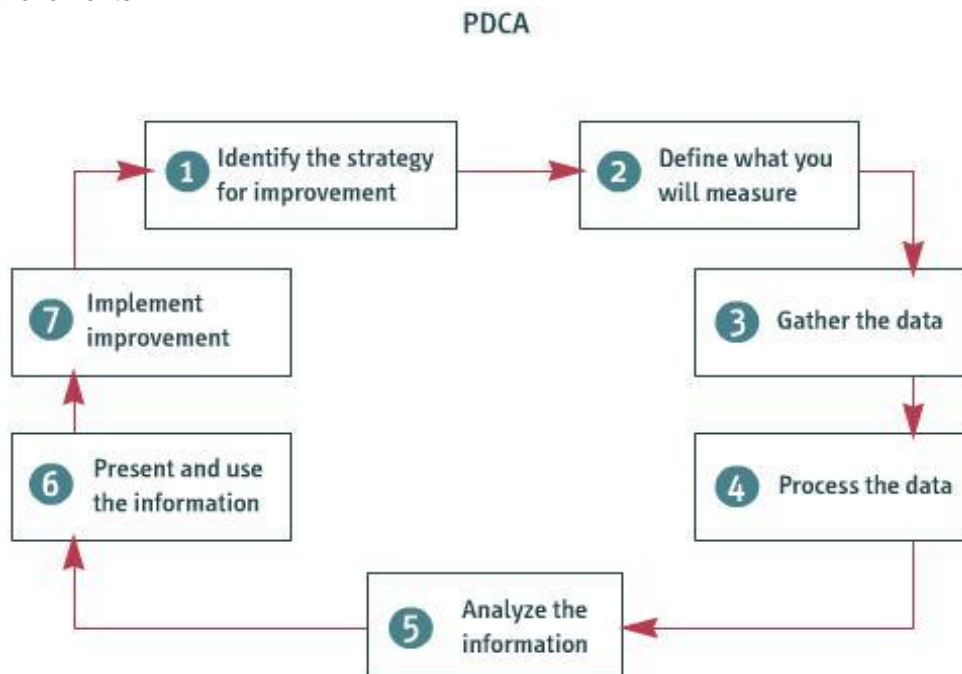 PDCA
1 Identify the strategy
for improvement
2 Define what you
will measure
3 Gather the data
4 Process the data
5 Analyze the
information
6 Present and use
the information
7 Implement
improvement